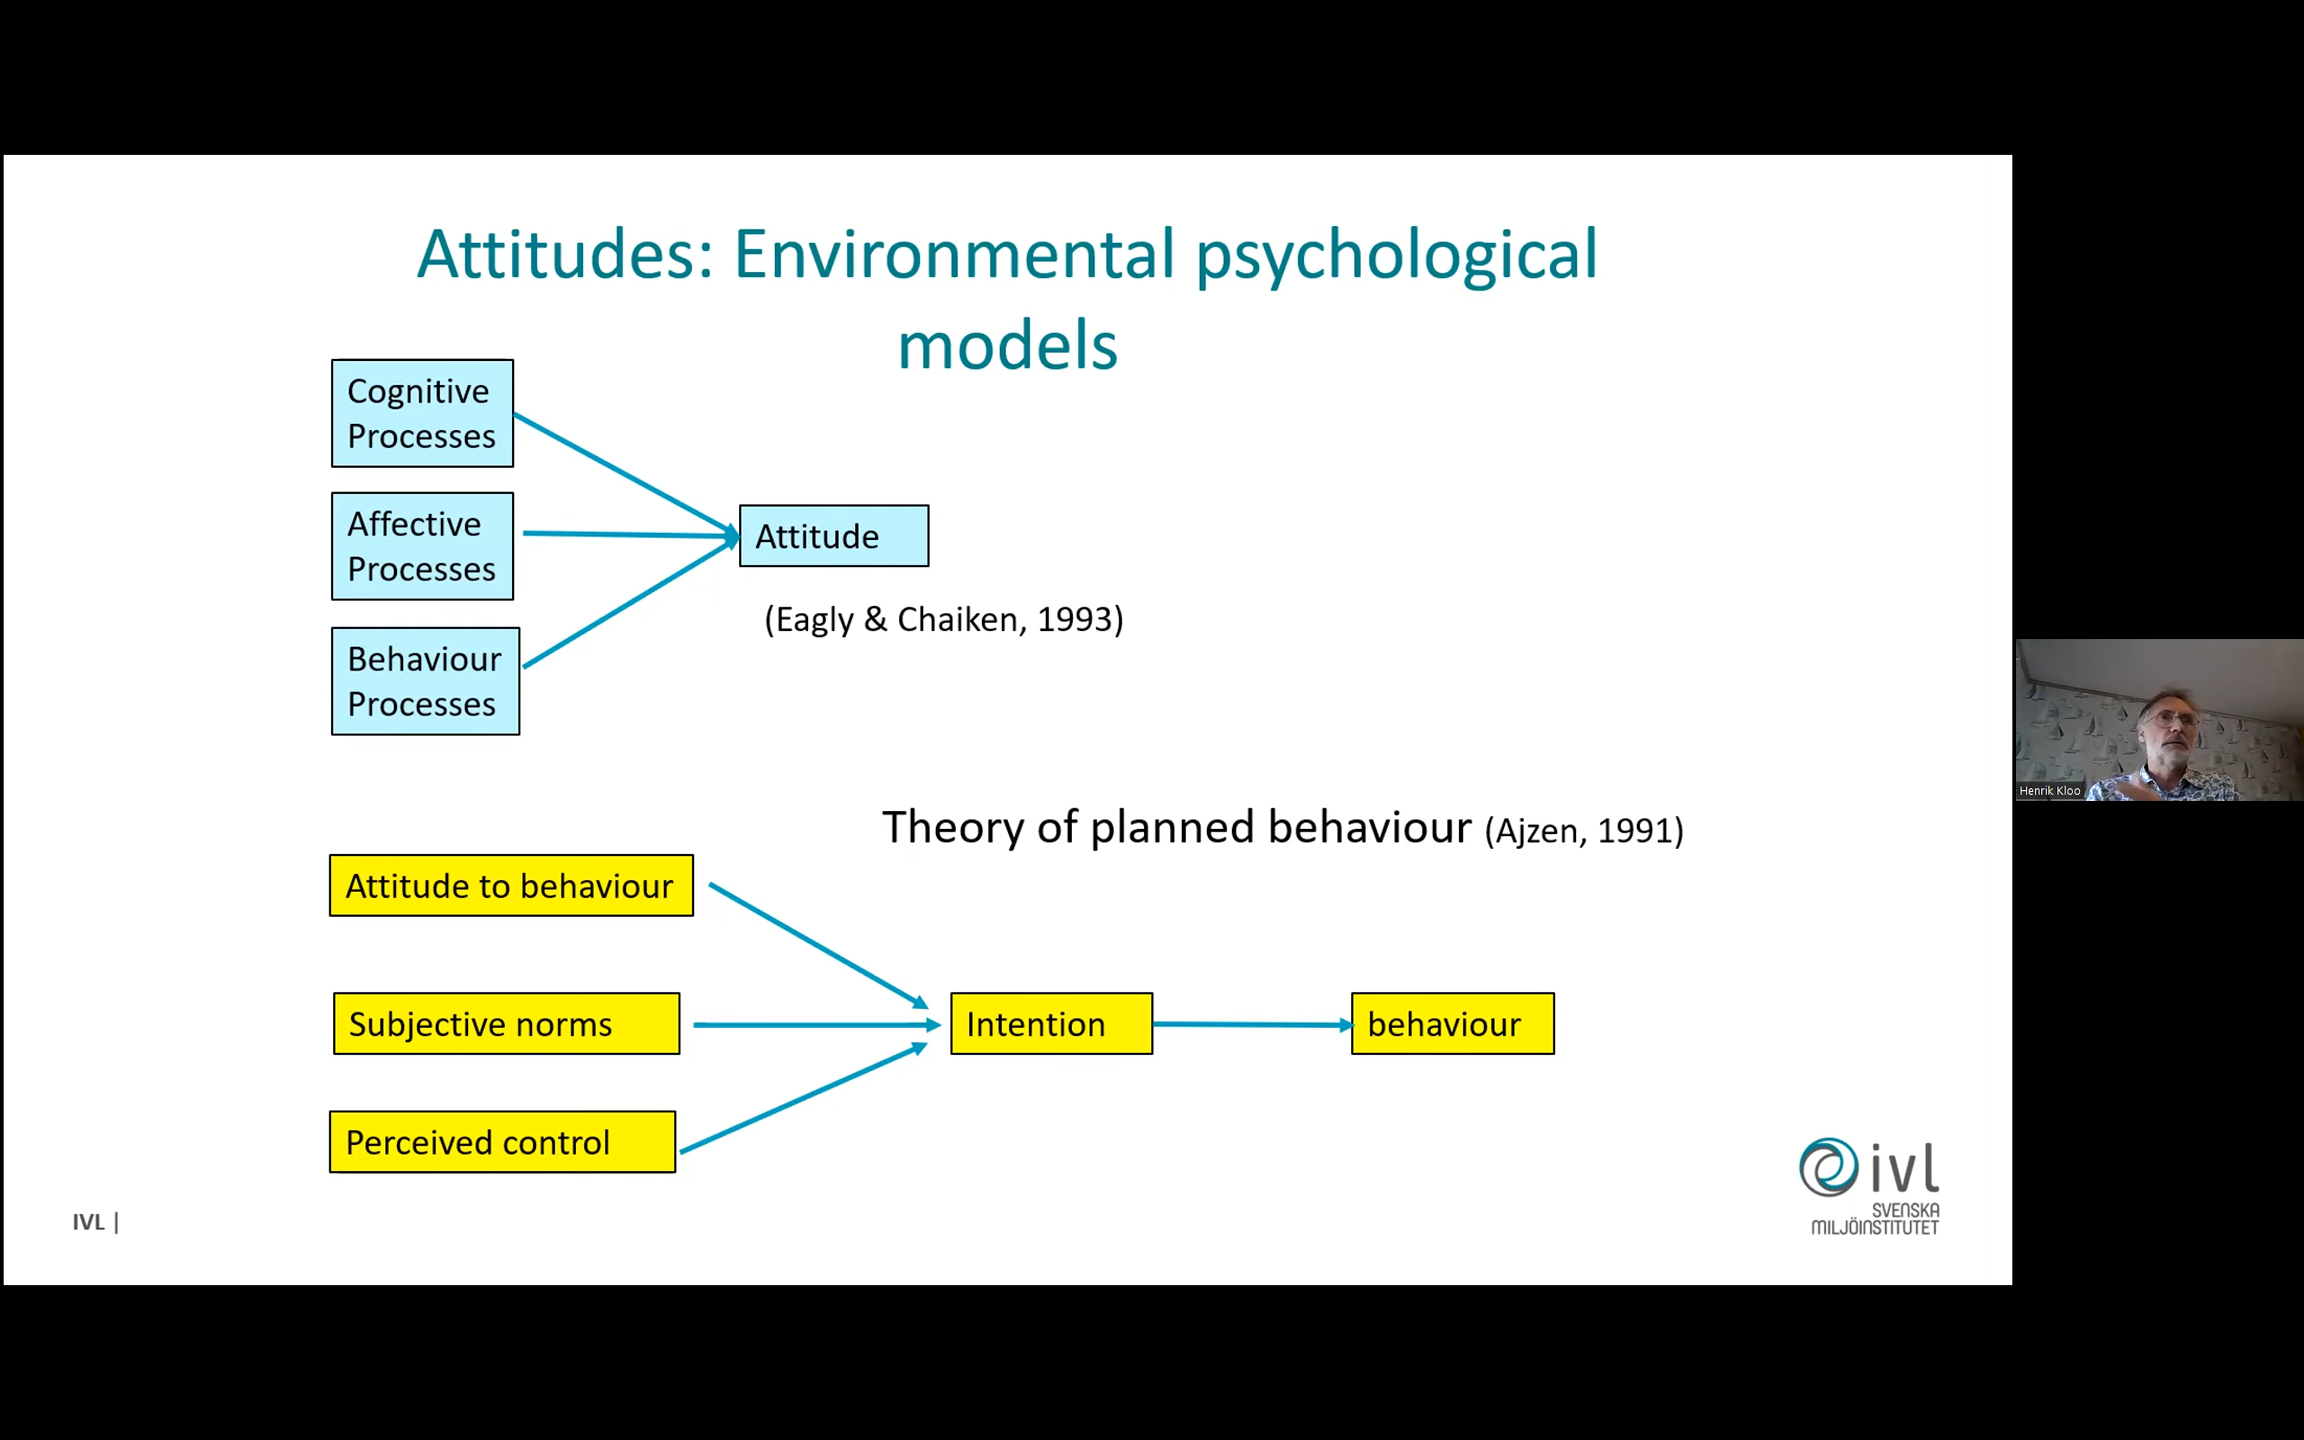 Attitudes: Environmental psychological
models
Cognitive
Processes
Affective
Processes
Behaviour
Processes
Attitude
(Eagly & Chaiken, 1993)
Theory of planned behaviour (Ajzen, 1991)
Attitude to behaviour
Subjective norms
Perceived control
Intention
behaviour
IVL |
ivl
SVENSKA
MILJÖINSTITUTET
Henrik Kloo